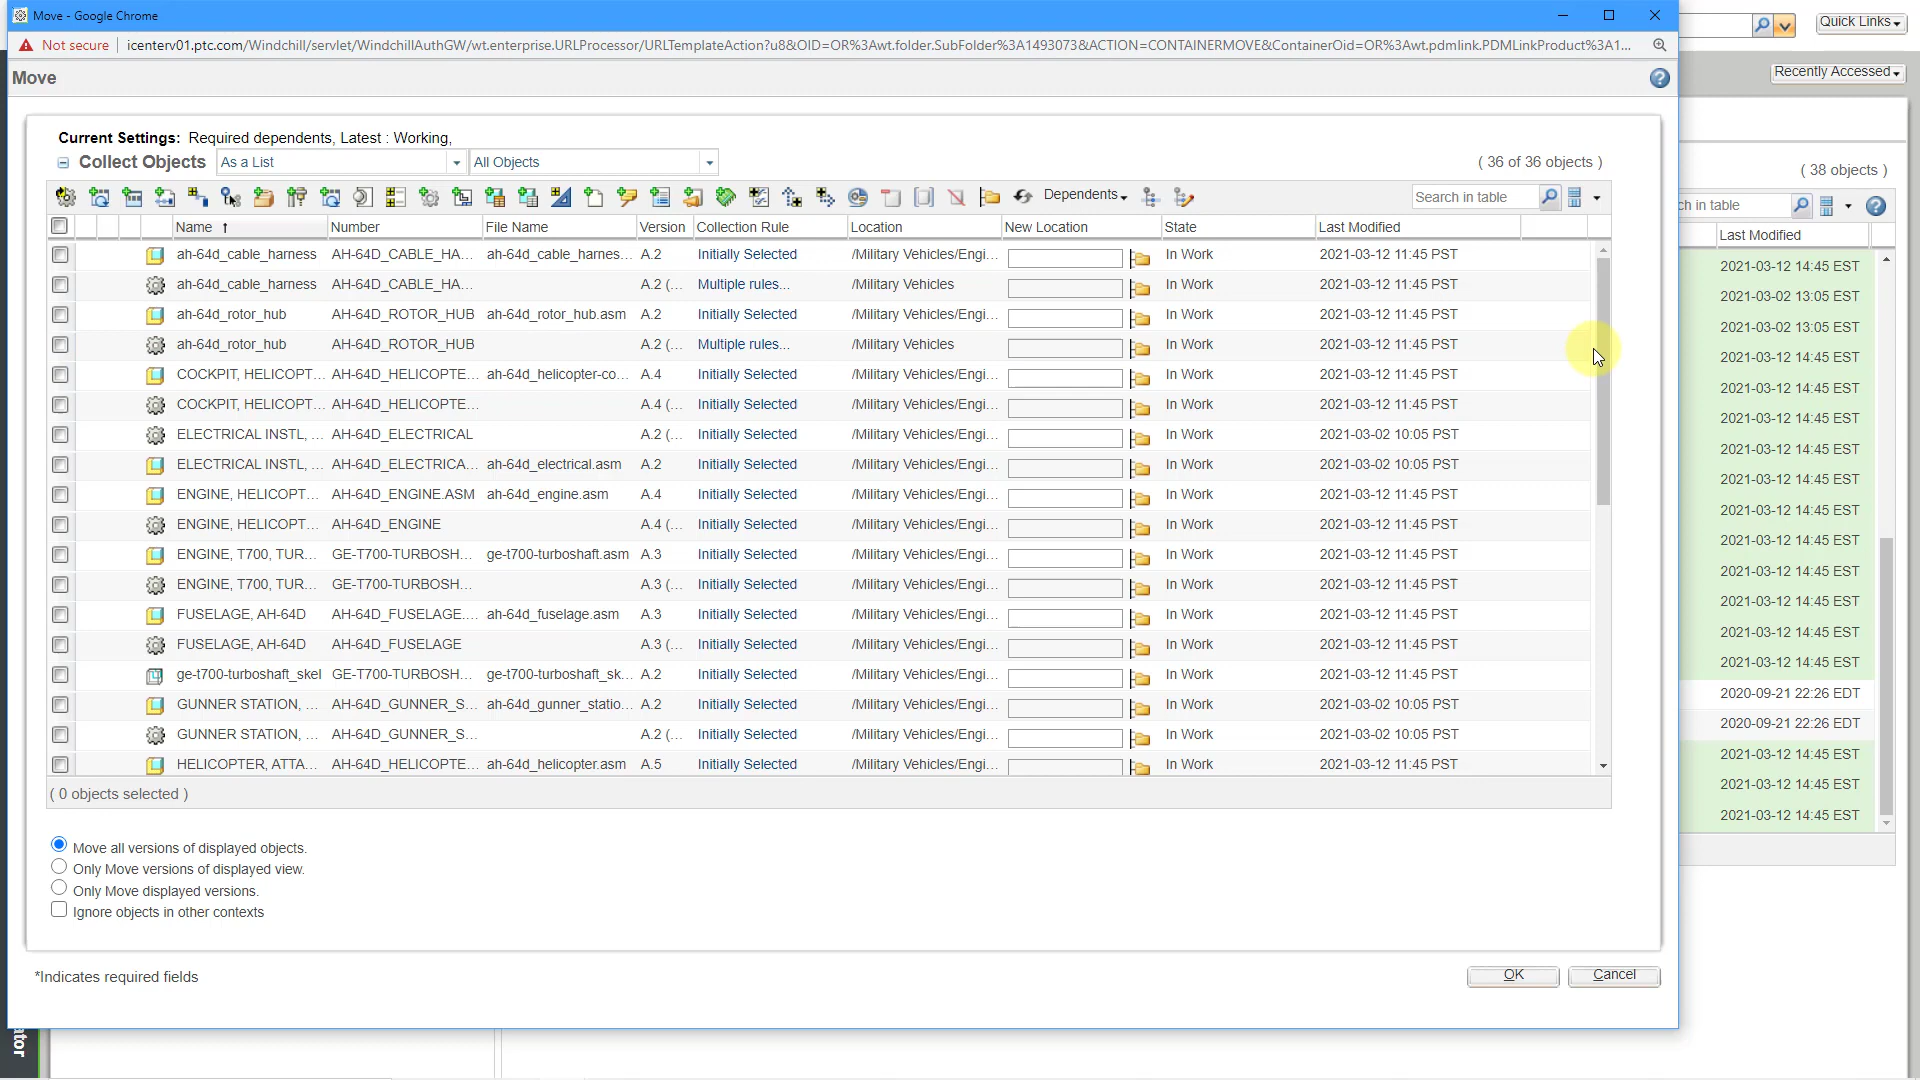 Move - Google Chrome
Quick Links
Not secure icenterv01.ptc.com/Windchill/servlet/WindchillAuthGW/wt.enterprise.URLProcessor/URLTemplateAction?u8&OID=OR%3Awt.folder.SubFolder%3A1493073&ACTION=CONTAINERMOVE&ContainerOid=OR%3Awt.pdmlink.PDMLinkProduct%3A1...
Move
Recently Accessed
Current Settings: Required dependents, Latest : Working,
Collect Objects As a List All Objects ( 36 of 36 objects )
( 38 objects )
Dependents Search in table
ch in table
Name Number File Name Version Collection Rule Location New Location State Last Modified
Last Modified
ah-64d_cable_harness AH-64D_CABLE_HA... ah-64d_cable_harnes... A.2 Initially Selected /Military Vehicles/Engi... In Work 2021-03-12 11:45 PST
ah-64d_cable_harness AH-64D_CABLE_HA... A.2 (... Multiple rules... /Military Vehicles In Work 2021-03-12 11:45 PST
ah-64d_rotor_hub AH-64D_ROTOR_HUB ah-64d_rotor_hub.asm A.2 Initially Selected /Military Vehicles/Engi... In Work 2021-03-12 11:45 PST
ah-64d_rotor_hub AH-64D_ROTOR_HUB A.2 (... Multiple rules... /Military Vehicles In Work 2021-03-12 11:45 PST
COCKPIT, HELICOPT... AH-64D_HELICOPTE... ah-64d_helicopter-co... A.4 Initially Selected /Military Vehicles/Engi... In Work 2021-03-12 11:45 PST
COCKPIT, HELICOPT... AH-64D_HELICOPTE... A.4 (... Initially Selected /Military Vehicles/Engi... In Work 2021-03-12 11:45 PST
ELECTRICAL INSTL, ... AH-64D_ELECTRICAL A.2 (... Initially Selected /Military Vehicles/Engi... In Work 2021-03-02 10:05 PST
ELECTRICAL INSTL, ... AH-64D_ELECTRICA... ah-64d_electrical.asm A.2 Initially Selected /Military Vehicles/Engi... In Work 2021-03-02 10:05 PST
ENGINE, HELICOPT... AH-64D_ENGINE.ASM ah-64d_engine.asm A.4 Initially Selected /Military Vehicles/Engi... In Work 2021-03-12 11:45 PST
ENGINE, HELICOPT... AH-64D_ENGINE A.4 (... Initially Selected /Military Vehicles/Engi... In Work 2021-03-12 11:45 PST
ENGINE, T700, TUR... GE-T700-TURBOSH... ge-t700-turboshaft.asm A.3 Initially Selected /Military Vehicles/Engi... In Work 2021-03-12 11:45 PST
ENGINE, T700, TUR... GE-T700-TURBOSH... A.3 (... Initially Selected /Military Vehicles/Engi... In Work 2021-03-12 11:45 PST
FUSELAGE, AH-64D AH-64D_FUSELAGE.... ah-64d_fuselage.asm A.3 Initially Selected /Military Vehicles/Engi... In Work 2021-03-12 11:45 PST
FUSELAGE, AH-64D AH-64D_FUSELAGE A.3 (... Initially Selected /Military Vehicles/Engi... In Work 2021-03-12 11:45 PST
ge-t700-turboshaft_skel GE-T700-TURBOSH... ge-t700-turboshaft_sk... A.2 Initially Selected /Military Vehicles/Engi... In Work 2021-03-12 11:45 PST
GUNNER STATION, ... AH-64D_GUNNER_S... ah-64d_gunner_statio... A.2 Initially Selected /Military Vehicles/Engi... In Work 2021-03-02 10:05 PST
GUNNER STATION, ... AH-64D_GUNNER_S... A.2 (... Initially Selected /Military Vehicles/Engi... In Work 2021-03-02 10:05 PST
HELICOPTER, ATTA... AH-64D_HELICOPTE... ah-64d_helicopter.asm A.5 Initially Selected /Military Vehicles/Engi... In Work 2021-03-12 11:45 PST
2021-03-12 14:45 EST
2021-03-02 13:05 EST
2021-03-02 13:05 EST
2021-03-12 14:45 EST
2021-03-12 14:45 EST
2021-03-12 14:45 EST
2021-03-12 14:45 EST
2021-03-12 14:45 EST
2021-03-12 14:45 EST
2021-03-12 14:45 EST
2021-03-12 14:45 EST
2021-03-12 14:45 EST
2021-03-12 14:45 EST
2021-03-12 14:45 EST
2020-09-21 22:26 EDT
2020-09-21 22:26 EDT
2021-03-12 14:45 EST
2021-03-12 14:45 EST
2021-03-12 14:45 EST
( 0 objects selected )
Move all versions of displayed objects.
Only Move versions of displayed view.
Only Move displayed versions.
Ignore objects in other contexts
*Indicates required fields
OK Cancel
ator